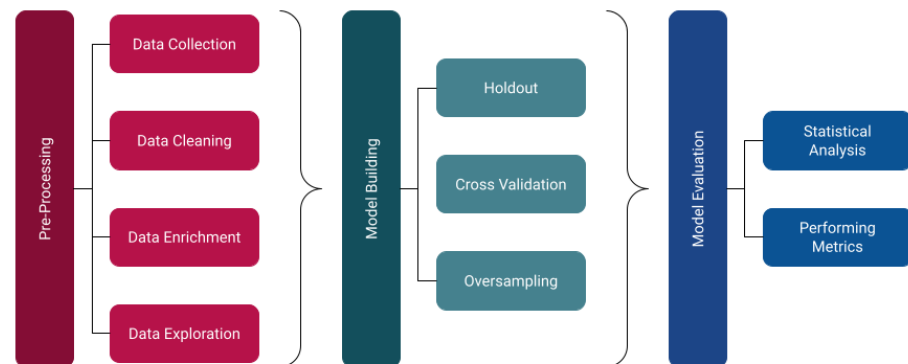 Pre-Processing
Data Collection
Data Cleaning
Data Enrichment
Data Exploration
Model Building
Holdout
Cross Validation
Oversampling
Model Evaluation
Statistical
Analysis
Performing
Metrics